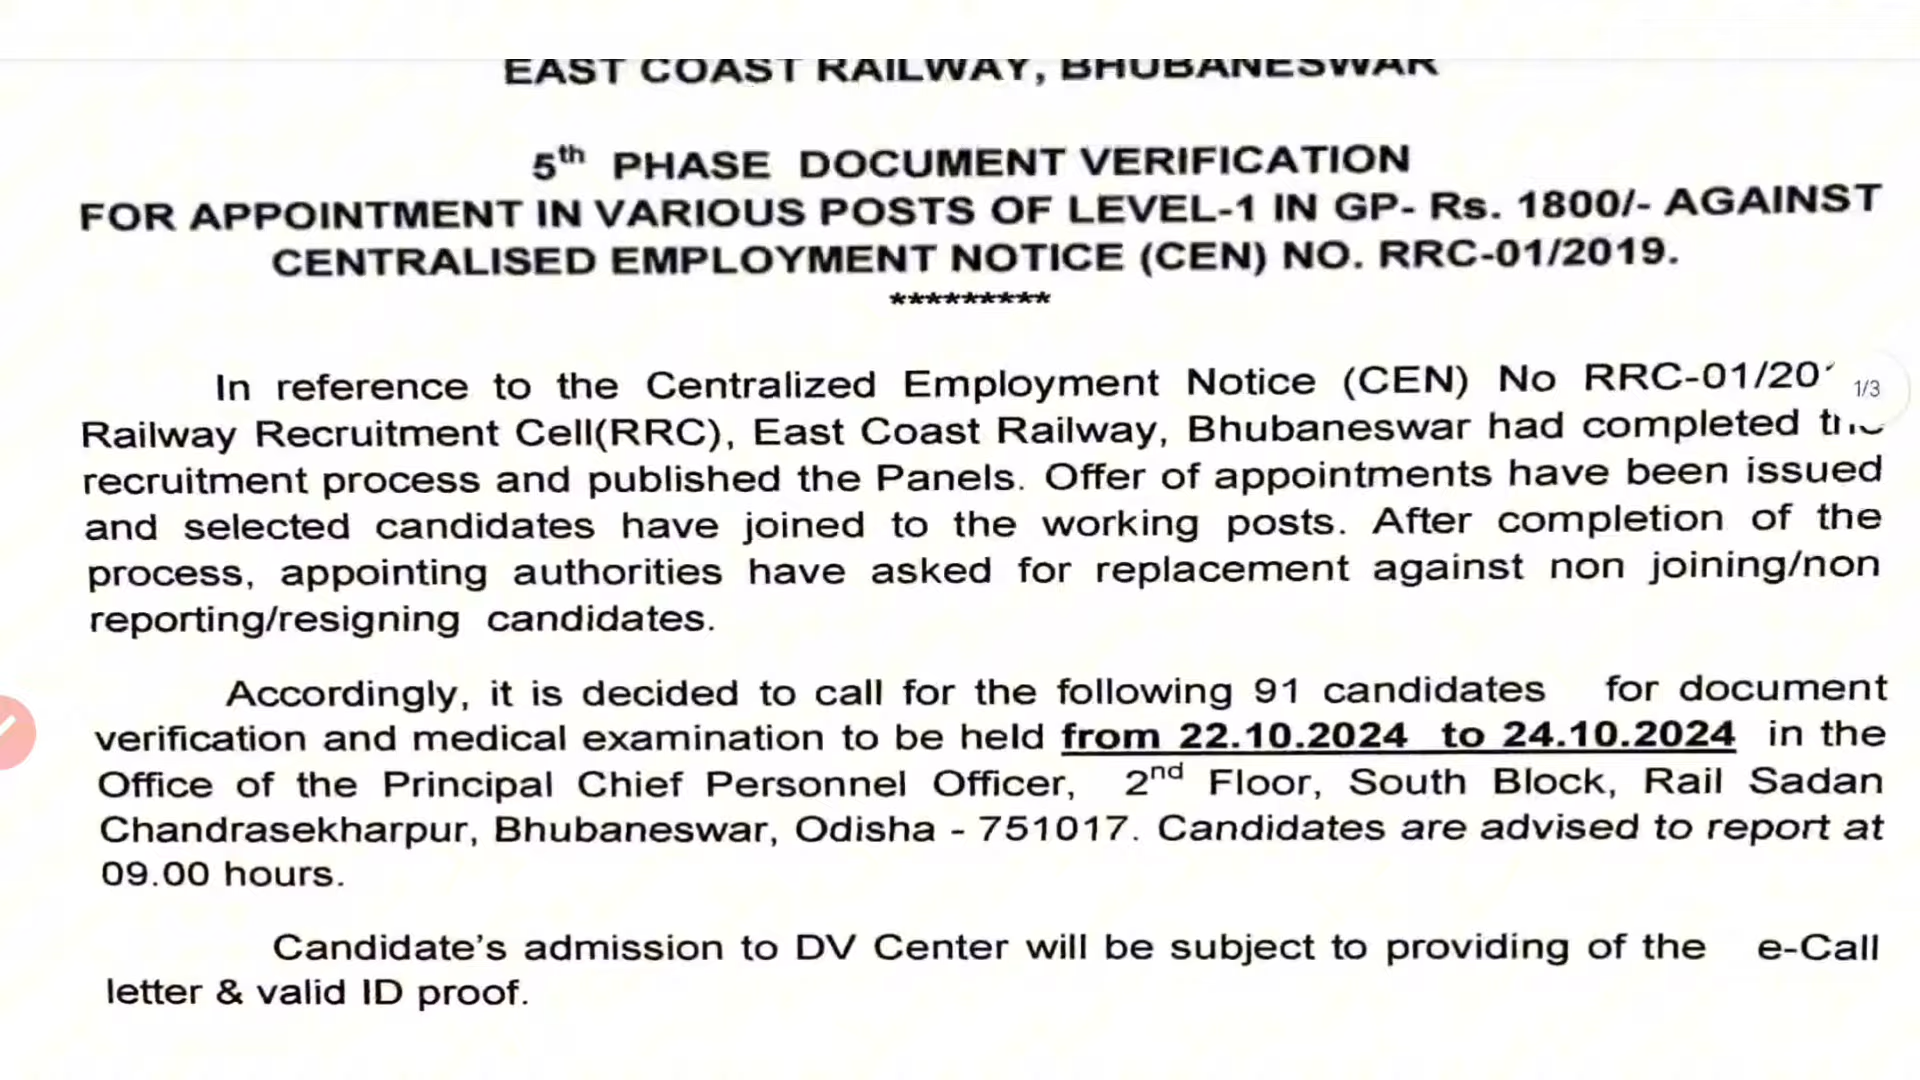 EAST COAST RAILWAY, BHUBANESWAR
5th PHASE DOCUMENT VERIFICATION
FOR APPOINTMENT IN VARIOUS POSTS OF LEVEL-1 IN GP- Rs. 1800/- AGAINST
CENTRALISED EMPLOYMENT NOTICE (CEN) NO. RRC-01/2019.
*********
In reference to the Centralized Employment Notice (CEN) No RRC-01/20
1/3
Railway Recruitment Cell(RRC), East Coast Railway, Bhubaneswar had completed
recruitment process and published the Panels. Offer of appointments have been issued
and selected candidates have joined to the working posts. After completion of the
process, appointing authorities have asked for replacement against non joining/non
reporting/resigning candidates.
Accordingly, it is decided to call for the following 91 candidates for document
verification and medical examination to be held from 22.10.2024 to 24.10.2024 in the
Office of the Principal Chief Personnel Officer, 2nd Floor, South Block, Rail Sadan
Chandrasekharpur, Bhubaneswar, Odisha - 751017. Candidates are advised to report at
09.00 hours.
Candidate's admission to DV Center will be subject to providing of the e-Call
letter & valid ID proof.